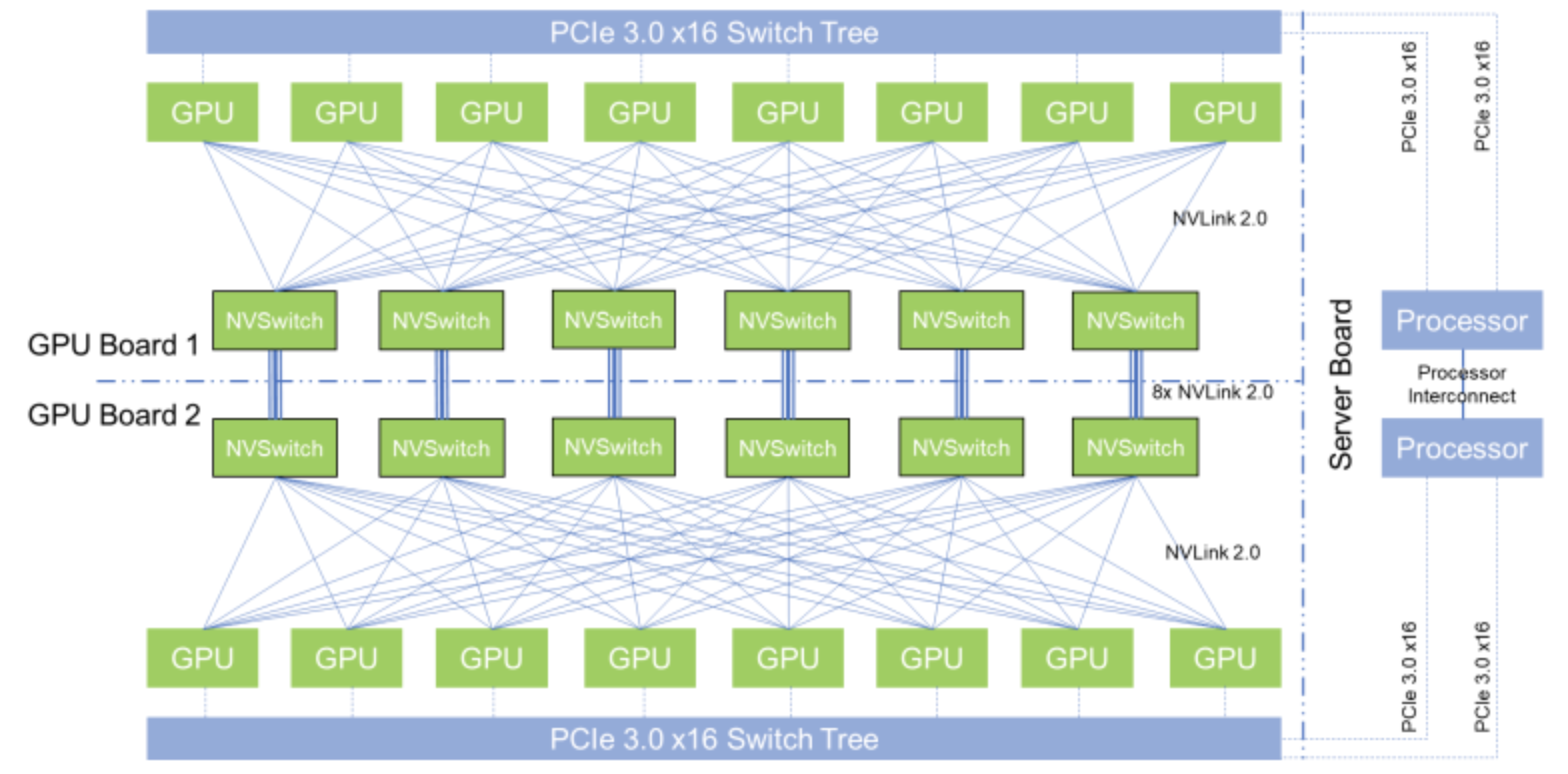 PCIe 3.0 x16 Switch Tree
GPU
GPU
GPU
GPU
GPU
GPU
GPU
GPU
PCIe 3.0 x16
PCIe 3.0 x16
NVLink 2.0
NVSwitch
NVSwitch
NVSwitch
NVSwitch
NVSwitch
NVSwitch
Processor
GPU Board 1
Server Board
Processor
Interconnect
8x NVLink 2.0
GPU Board 2
NVSwitch
NVSwitch
NVSwitch
NVSwitch
NVSwitch
NVSwitch
Processor
NVLink 2.0
GPU
GPU
GPU
GPU
GPU
GPU
GPU
GPU
PCIe 3.0 x16
PCIe 3.0 x16
PCIe 3.0 x16 Switch Tree